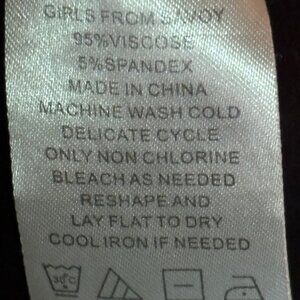 GIRLS FROM SAVOY
95%VISCOSE
5%SPANDEX
MADE IN CHINA
MACHINE WASH COLD
DELICATE CYCLE
ONLY NON CHLORINE
BLEACH AS NEEDED
RESHAPE AND
LAY FLAT TO DRY
COOL IRON IF NEEDED
30°C